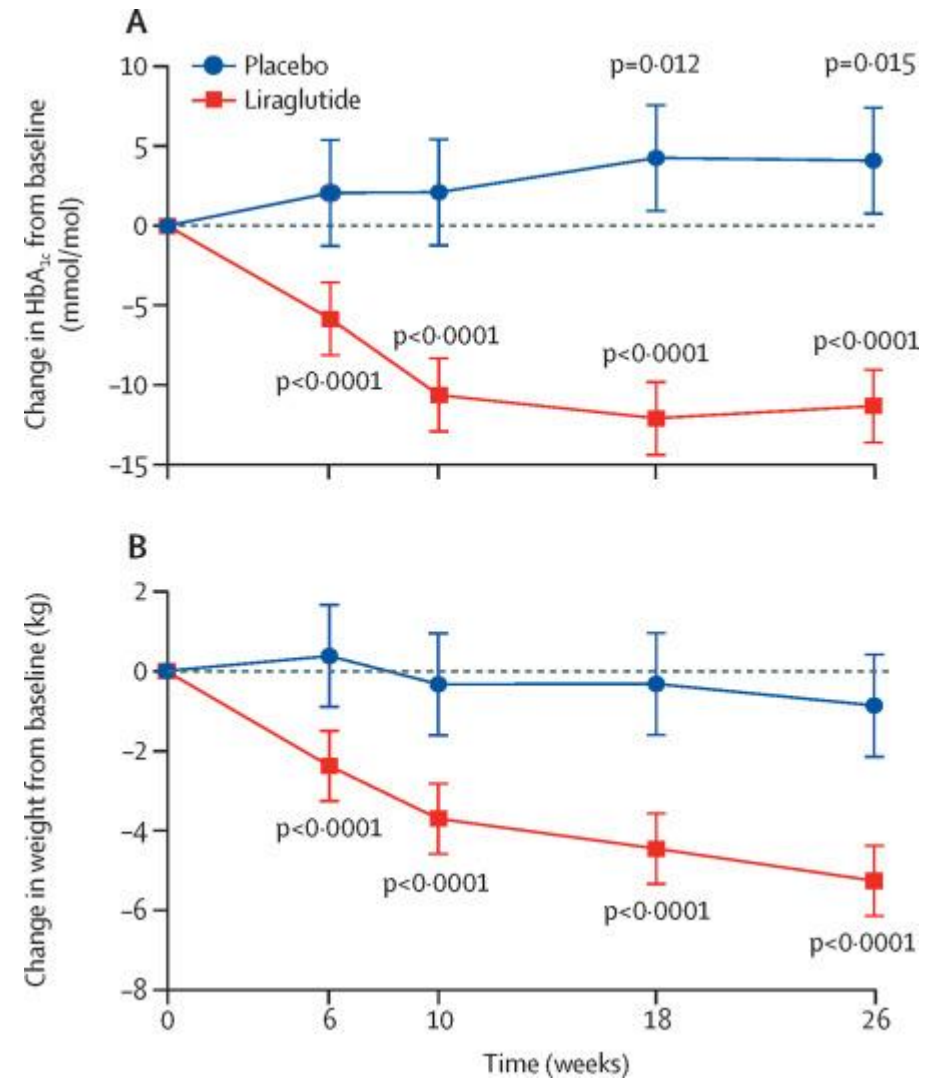 A
Placebo
Liraglutide
p=0·012
p=0·015
10
5
0
–5
–10
–15
Change in HbA1c from baseline
(mmol/mol)
p<0·0001
p<0·0001
p<0·0001
p<0·0001
B
2
0
–2
–4
–6
–8
Change in weight from baseline (kg)
p<0·0001
p<0·0001
p<0·0001
p<0·0001
0 6 10 18 26
Time (weeks)